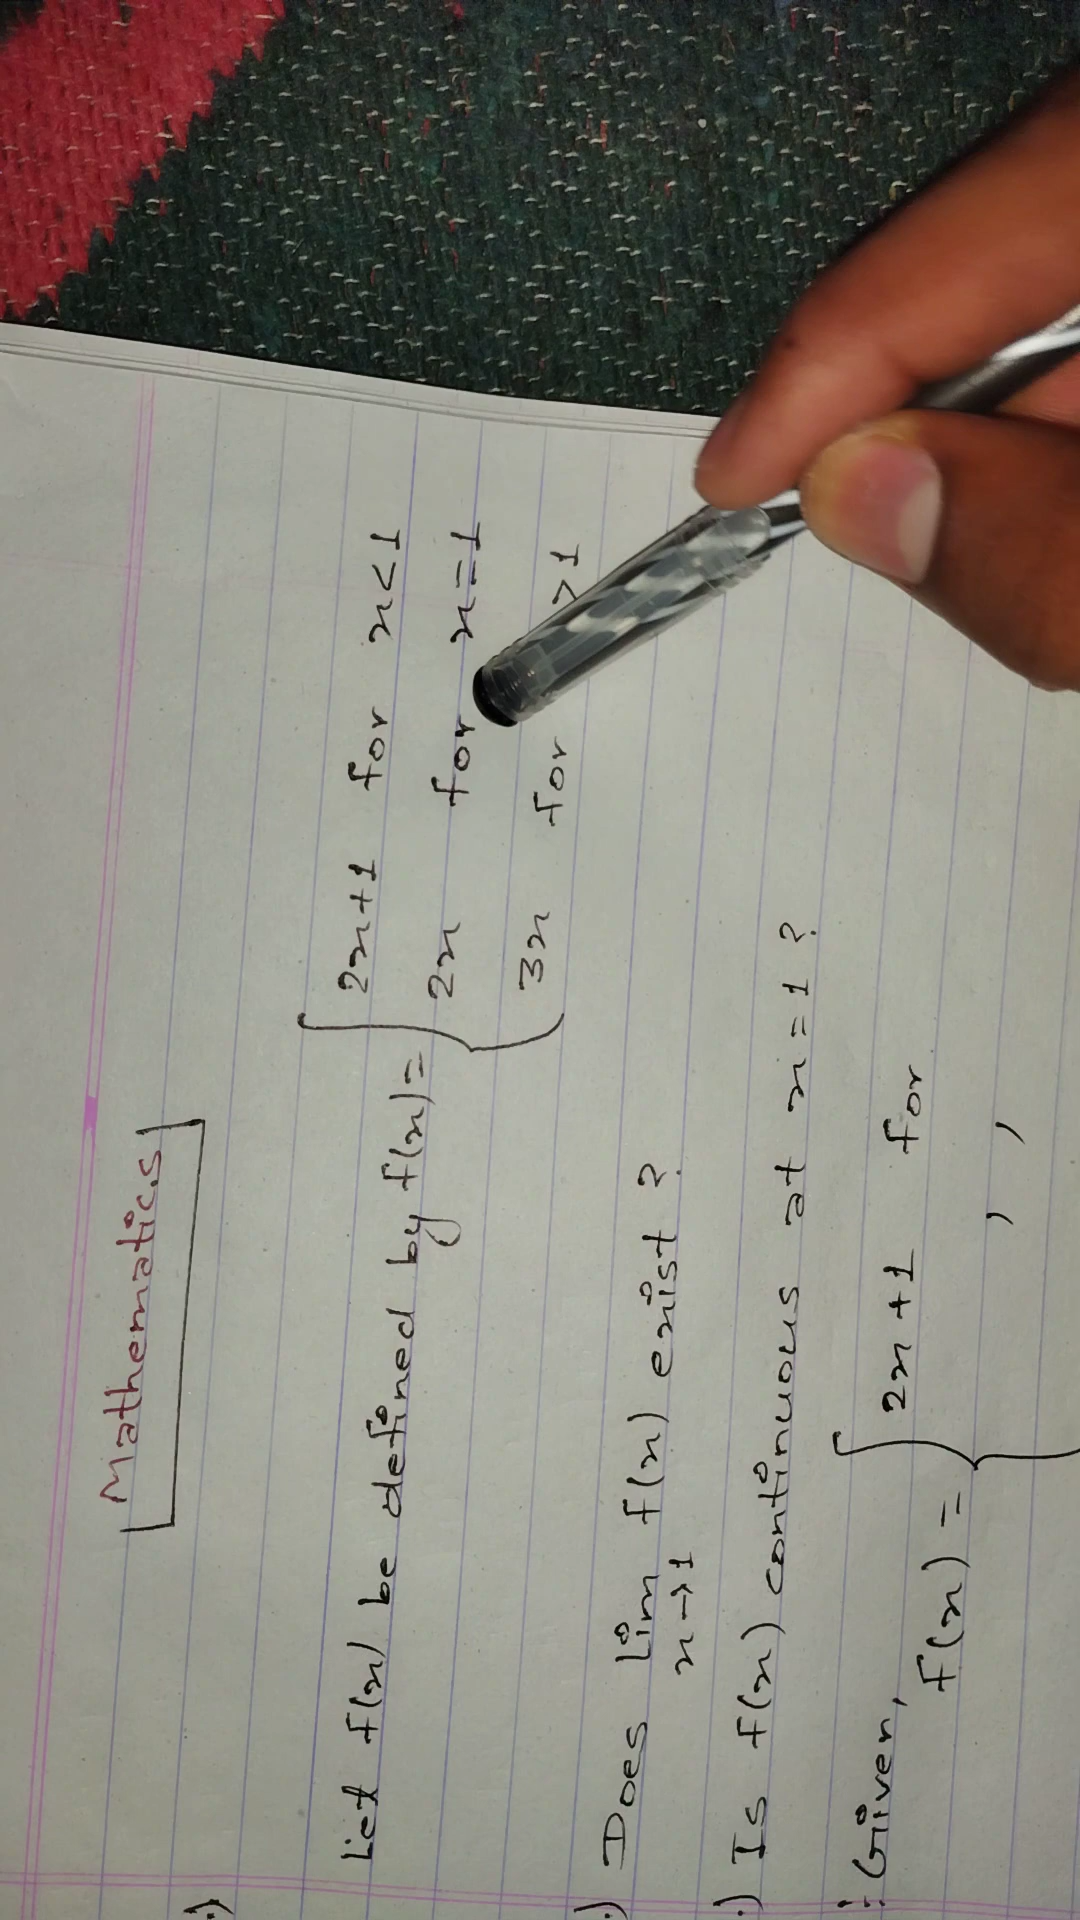 Mathematics
.)
Let f(x) be defined by f(x)= { 2x+1 for x<1
2x for x=1
3x for >1
.) Does lim f(x) exist ?
x→1
.) Is f(x) continuous at x=1 ?
: Given,
f(x) = { 2x+1 for
, ,